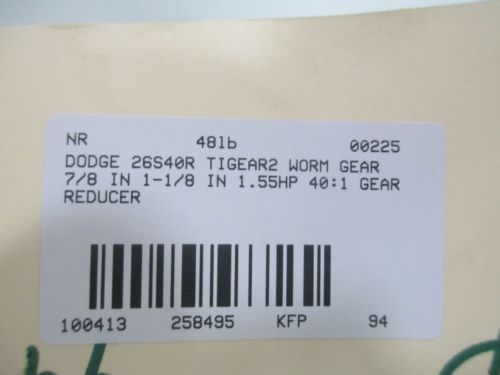 NR 48lb 00225
DODGE 26S40R TIGEAR2 WORM GEAR
7/8 IN 1-1/8 IN 1.55HP 40:1 GEAR
REDUCER
100413 258495 KFP 94